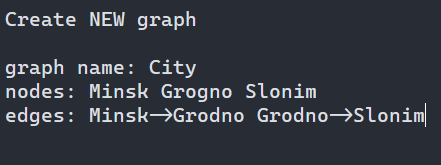 Create NEW graph
graph name: City
nodes: Minsk Grogno Slonim
edges: Minsk->Grodno Grodno->Slonim